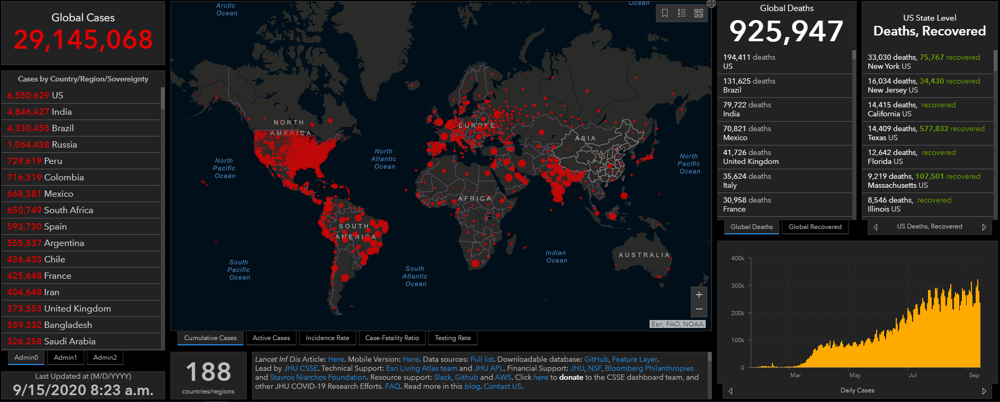 Global Cases
29,145,068
Cases by Country/Region/Sovereignty
6,550,629 US
4,846,427 India
4,330,455 Brazil
1,064,438 Russia
729,619 Peru
716,319 Colombia
668,381 Mexico
650,749 South Africa
593,730 Spain
555,537 Argentina
436,433 Chile
425,648 France
404,648 Iran
373,553 United Kingdom
339,332 Bangladesh
326,258 Saudi Arabia
Admin0
Admin1
Admin2
Last Updated at (M/D/YYYY)
9/15/2020 8:23 a.m.
Arctic
Ocean
Ocean
NORTH
AMERICA
EUROPE
ASIA
North
Pacific
Ocean
North
Atlantic
Ocean
North
Pacific
Ocean
AFRICA
SOUTH
AMERICA
AUSTRALIA
Indian
Ocean
South
Pacific
Ocean
South
Atlantic
Ocean
+
−
Esri, FAO, NOAA
Cumulative Cases
Active Cases
Incidence Rate
Case-Fatality Ratio
Testing Rate
188
countries/regions
Lancet Inf Dis Article: Here. Mobile Version: Here. Data sources: Full list. Downloadable database: GitHub, Feature Layer.
Lead by JHU CSSE. Technical Support: Esri Living Atlas team and JHU APL. Financial Support: JHU, NSF, Bloomberg Philanthropies
and Stavros Niarchos Foundation. Resource support: Slack, Github and AWS. Click here to donate to the CSSE dashboard team, and
other JHU COVID-19 Research Efforts. FAQ. Read more in this blog. Contact US.
Global Deaths
925,947
194,411 deaths
US
131,625 deaths
Brazil
79,722 deaths
India
70,821 deaths
Mexico
41,726 deaths
United Kingdom
35,624 deaths
Italy
30,958 deaths
France
Global Deaths
Global Recovered
US State Level
Deaths, Recovered
33,030 deaths, 75,767 recovered
New York US
16,034 deaths, 34,430 recovered
New Jersey US
14,415 deaths, recovered
California US
14,409 deaths, 577,832 recovered
Texas US
12,642 deaths, recovered
Florida US
9,219 deaths, 107,501 recovered
Massachusetts US
8,546 deaths, recovered
Illinois US
US Deaths, Recovered
400k
300k
200k
100k
0
Mar
May
Jul
Sep
Daily Cases